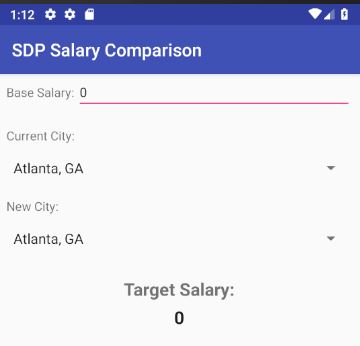 1:12
SDP Salary Comparison
Base Salary: 0
Current City:
Atlanta, GA
New City:
Atlanta, GA
Target Salary:
0